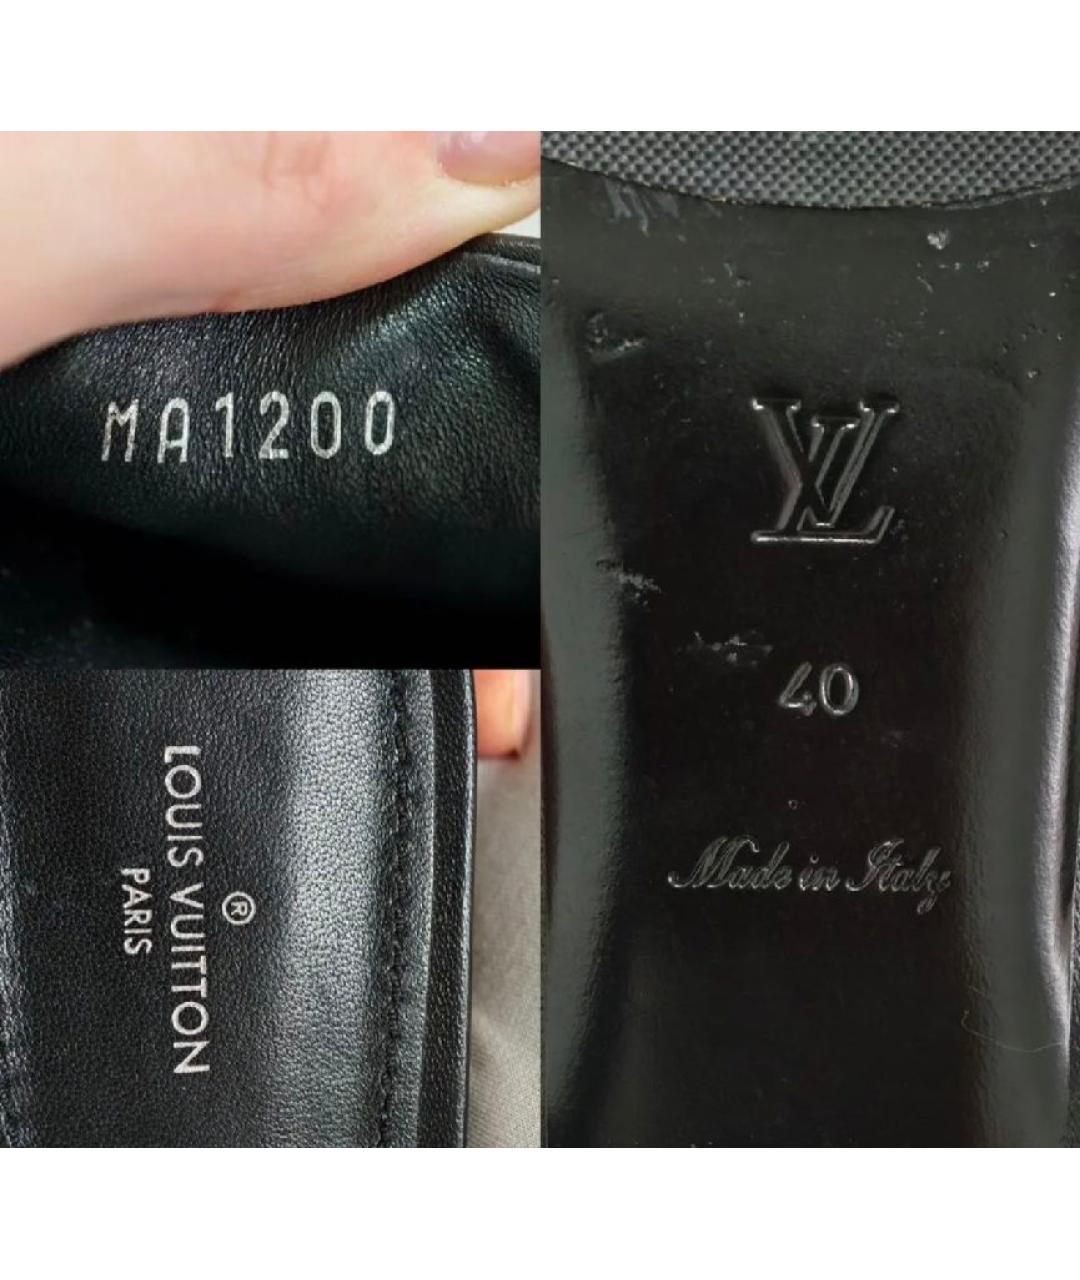 MA1200
LOUIS VUITTON®
PARIS
LV
40
Made in Italy